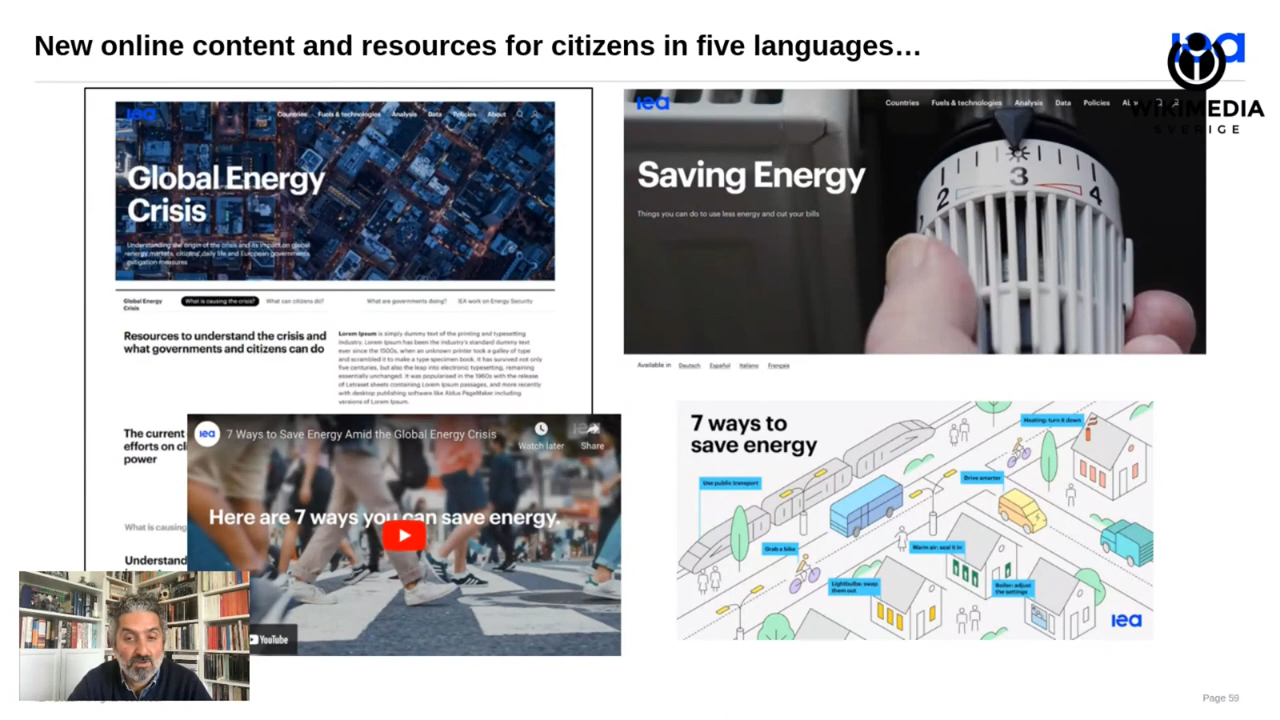 New online content and resources for citizens in five languages…
iea
WIKIMEDIA
SVERIGE
iea
Countries Fuels & technologies Analysis Data Policies About
Global Energy
Crisis
Understanding the origin of the crisis and its impact on global
energy markets, citizens' daily life and European governments
mitigation measures
Global Energy
Crisis
What is causing the crisis? What can citizens do? What are governments doing? IEA work on Energy Security
Resources to understand the crisis and
what governments and citizens can do
Lorem Ipsum is simply dummy text of the printing and typesetting
industry. Lorem Ipsum has been the industry's standard dummy text
ever since the 1500s, when an unknown printer took a galley of type
and scrambled it to make a type specimen book. It has survived not only
five centuries, but also the leap into electronic typesetting, remaining
essentially unchanged. It was popularised in the 1960s with the release
of Letraset sheets containing Lorem Ipsum passages, and more recently
with desktop publishing software like Aldus PageMaker including
versions of Lorem Ipsum.
The current
efforts on cl
power
What is causing
Understand
iea
7 Ways to Save Energy Amid the Global Energy Crisis
Watch later
Share
Here are 7 ways you can save energy.
YouTube
iea
Countries Fuels & technologies Analysis Data Policies
Saving Energy
Things you can do to use less energy and cut your bills
2 3 4
Available in Deutsch Español Italiano Français
7 ways to
save energy
Heating: turn it down
Use public transport
Drive smarter
Grab a bike
Warm air: seal it in
Lightbulbs: swap
them out
Boiler: adjust
the settings
iea
Page 59